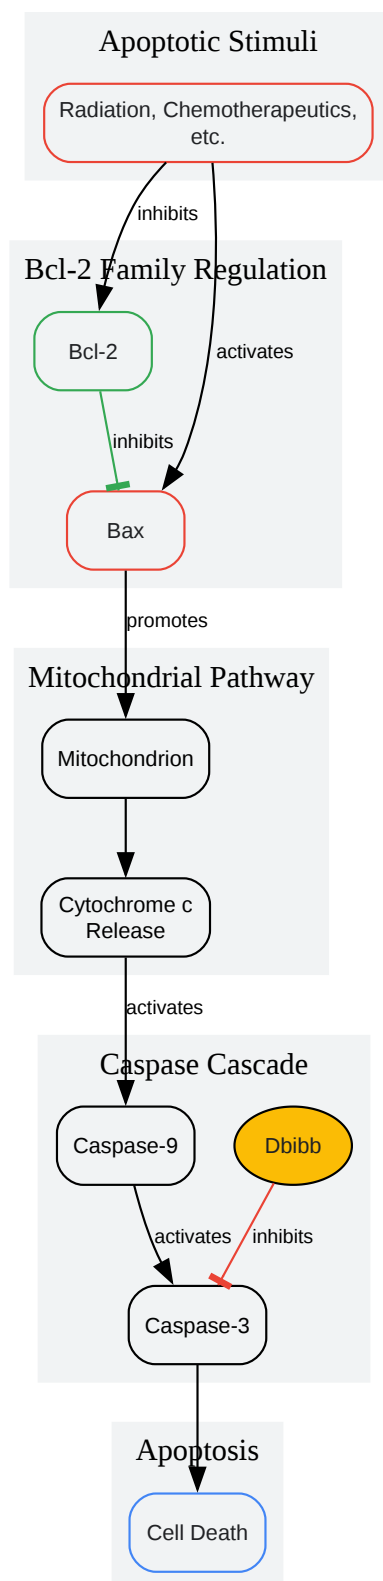 Apoptotic Stimuli
Radiation, Chemotherapeutics,
etc.
inhibits
Bcl-2 Family Regulation
Bcl-2
activates
inhibits
Bax
promotes
Mitochondrial Pathway
Mitochondrion
Cytochrome c
Release
activates
Caspase Cascade
Caspase-9
Dbibb
activates
inhibits
Caspase-3
Apoptosis
Cell Death